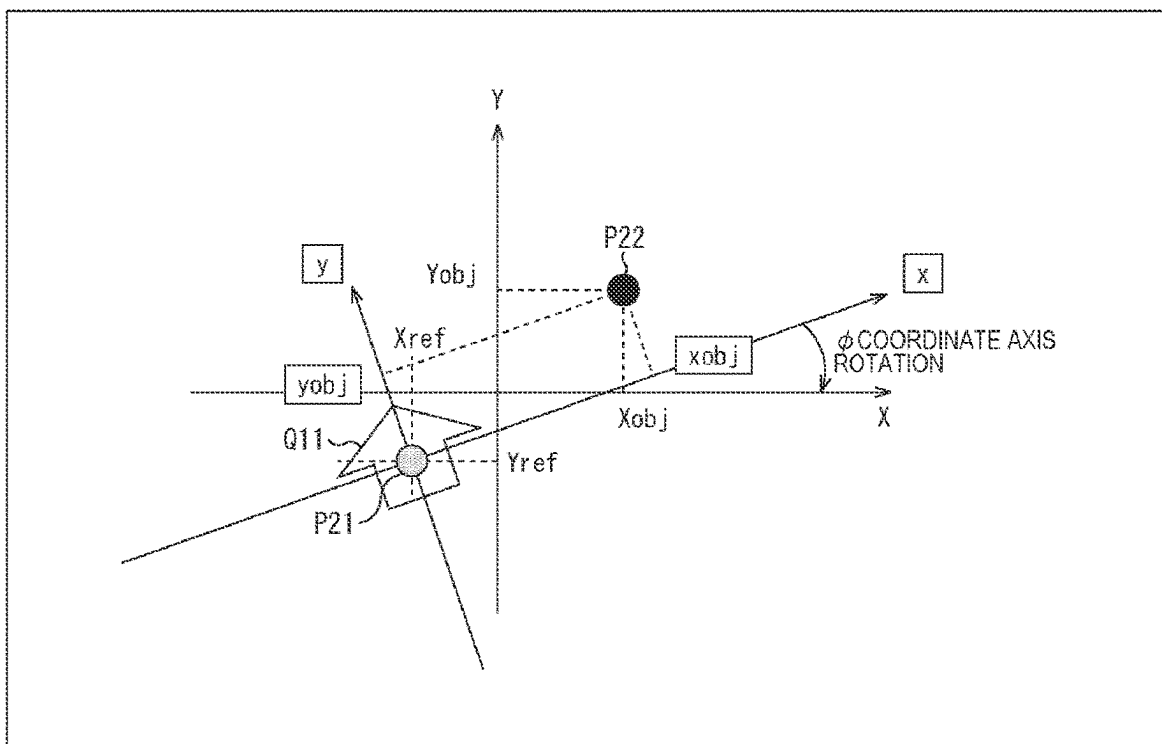 Y
P22
y
Yobj
x
Xref
xobj
φ COORDINATE AXIS
ROTATION
yobj
Xobj
X
Q11
Yref
P21